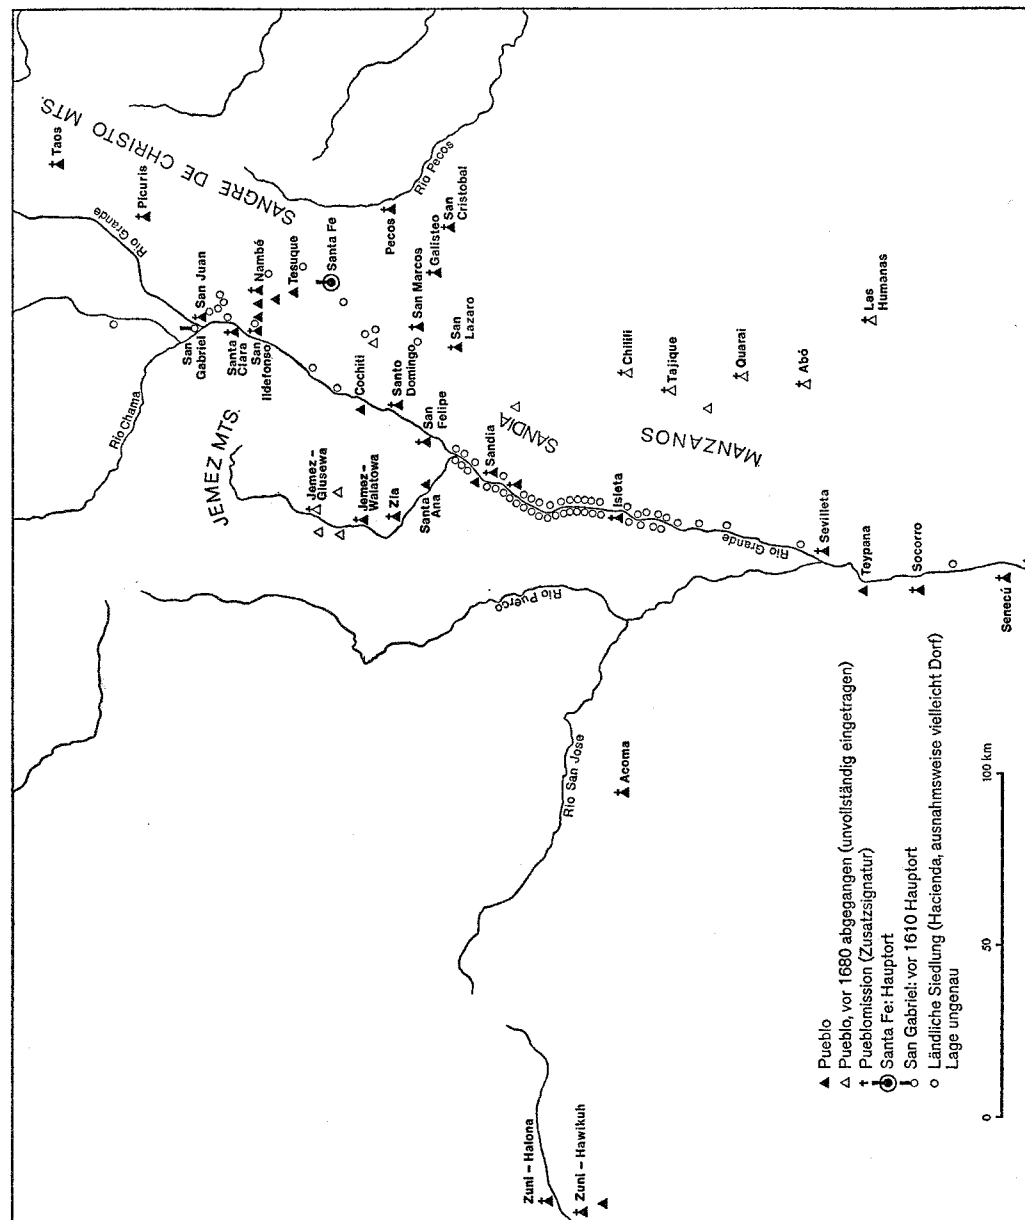 Taos
SANGRE DE CHRISTO MTS.
Picuris
Rio Grande
San Juan
San
Gabriel
Rio Chama
Santa
Clara
San
Ildefonso
Nambé
Tesuque
Santa Fe
Rio Pecos
Pecos
San Marcos
Galisteo
San
Cristobal
San
Lazaro
Cochiti
Santo
Domingo
San
Felipe
JEMEZ MTS.
Jemez –
Giusewa
Jemez –
Walatowa
Zia
Santa
Ana
Sandia
SANDIA
MANZANOS
Chilili
Tajique
Quarai
Abó
Las
Humanas
Isleta
Rio Grande
Sevilleta
Teypana
Socorro
Senecú
Rio Puerco
Rio San Jose
Acoma
Zuni – Halona
Zuni – Hawikuh
Pueblo
Pueblo, vor 1680 abgegangen (unvollständig eingetragen)
Pueblomission (Zusatzsignatur)
Santa Fe: Hauptort
San Gabriel: vor 1610 Hauptort
Ländliche Siedlung (Hacienda, ausnahmsweise vielleicht Dorf)
Lage ungenau
0
50
100 km